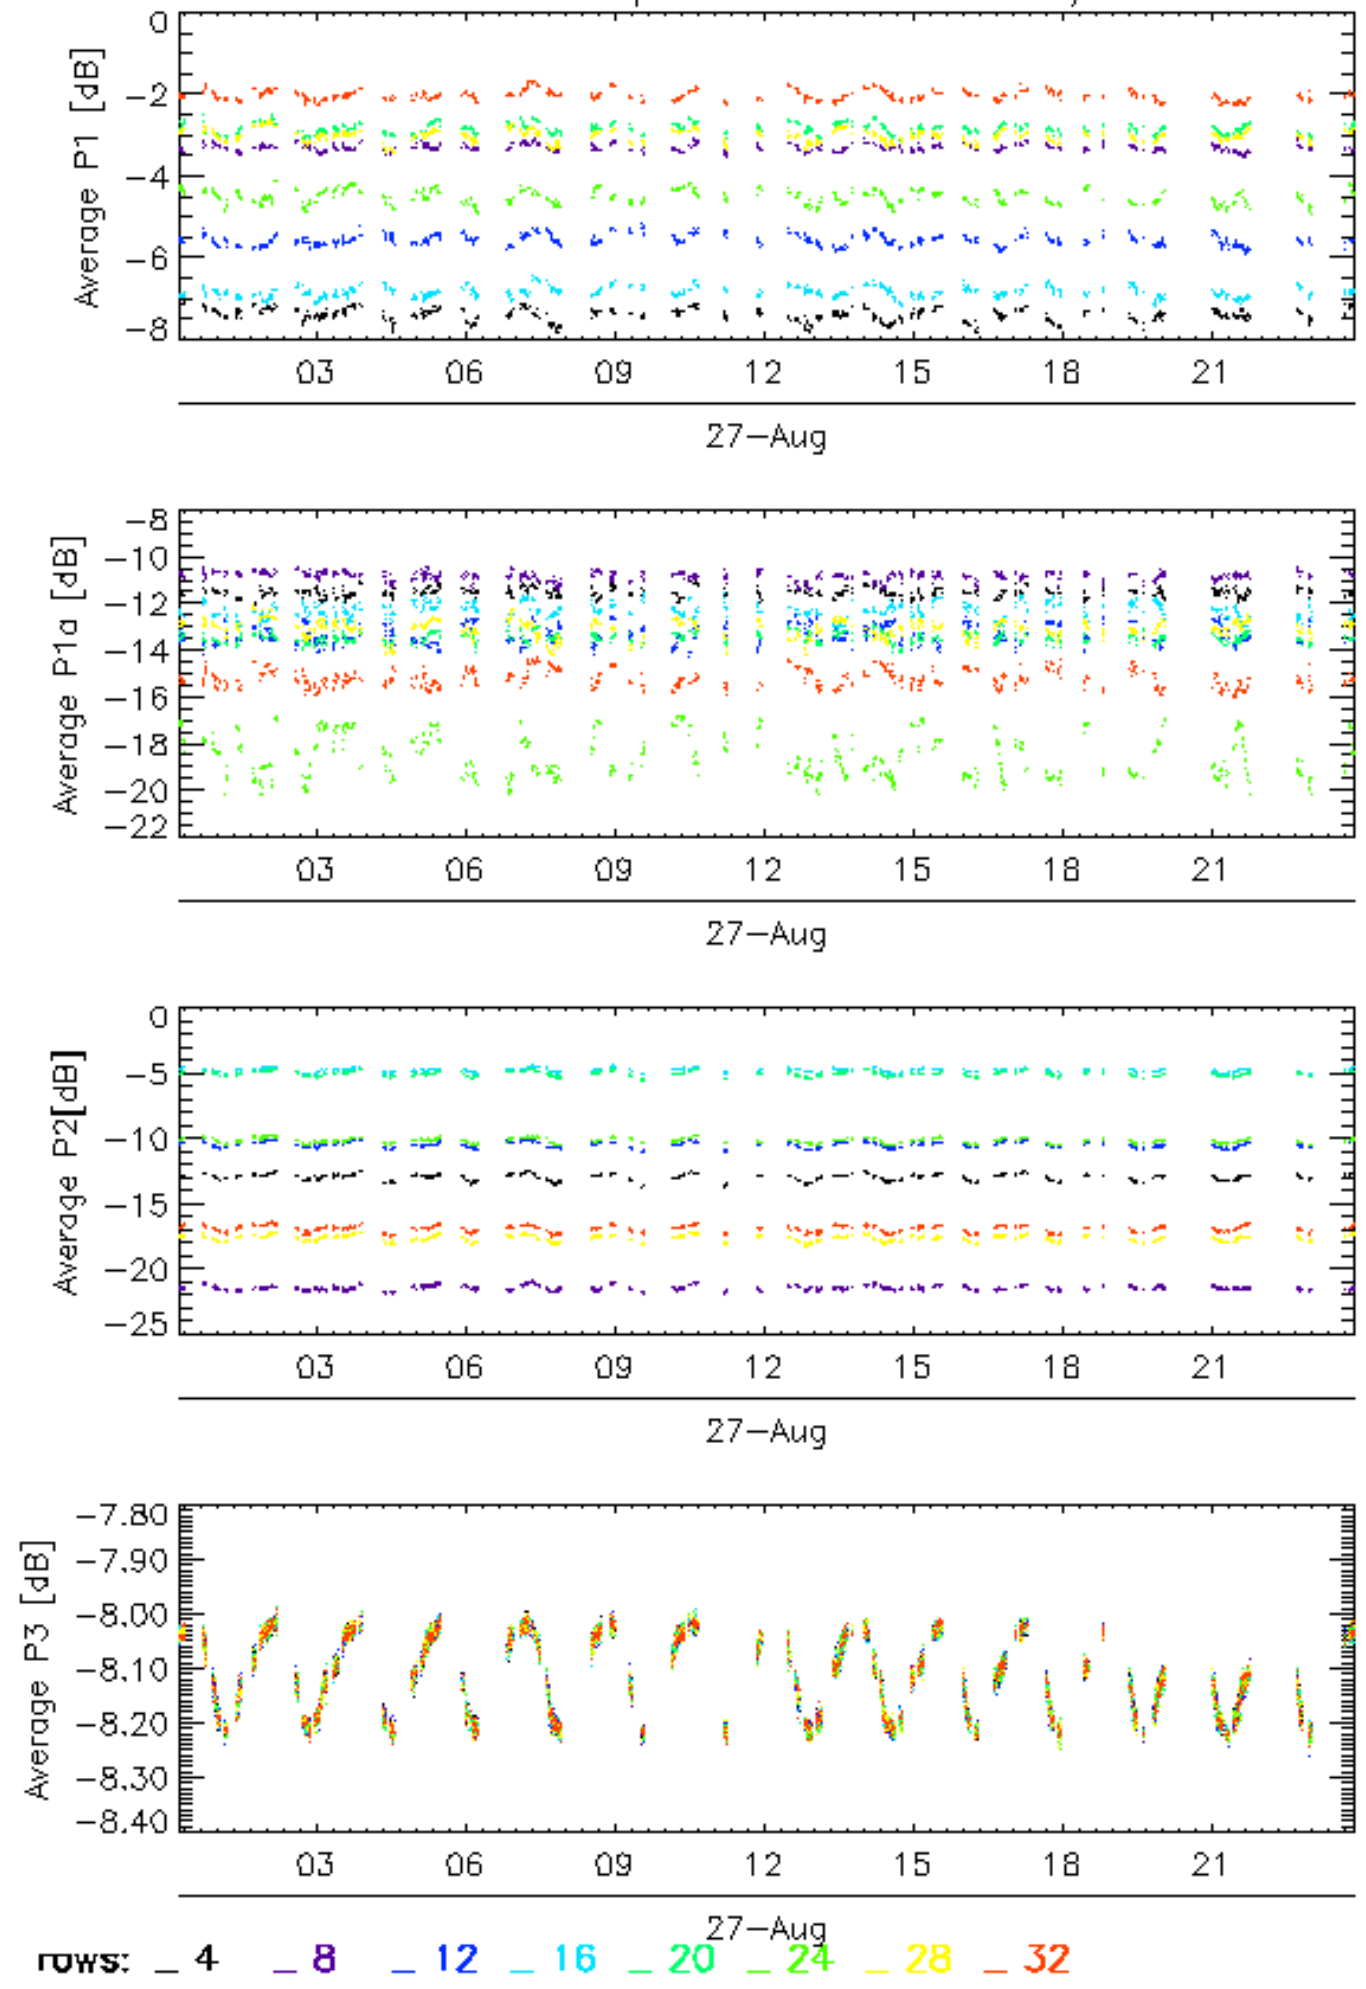 0
−2
−4
−6
−8
Average P1 [dB]
03 06 09 12 15 18 21
27−Aug
−8
−10
−12
−14
−16
−18
−20
−22
Average P1a [dB]
03 06 09 12 15 18 21
27−Aug
0
−5
−10
−15
−20
−25
Average P2[dB]
03 06 09 12 15 18 21
27−Aug
−7.80
−7.90
−8.00
−8.10
−8.20
−8.30
−8.40
Average P3 [dB]
03 06 09 12 15 18 21
27−Aug
rows: _ 4 _ 8 _ 12 _ 16 _ 20 _ 24 _ 28 _ 32